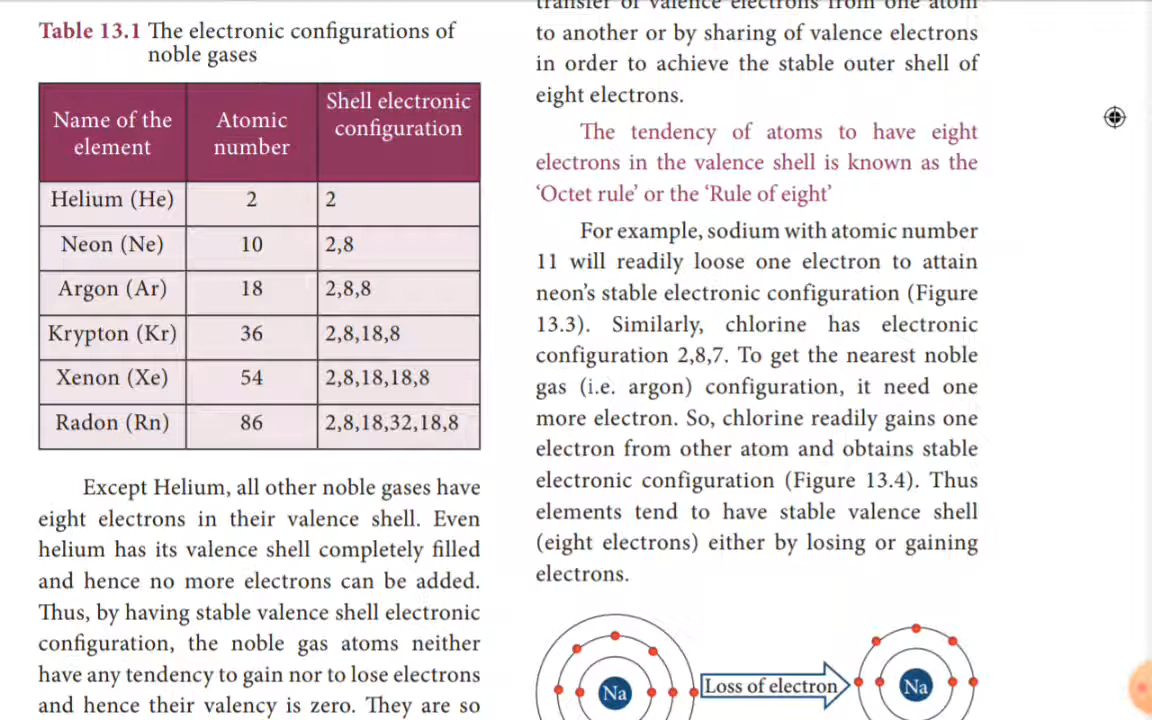 Table 13.1 The electronic configurations of
noble gases
Name of the
element
Atomic
number
Shell electronic
configuration
Helium (He) 2 2
Neon (Ne) 10 2,8
Argon (Ar) 18 2,8,8
Krypton (Kr) 36 2,8,18,8
Xenon (Xe) 54 2,8,18,18,8
Radon (Rn) 86 2,8,18,32,18,8
Except Helium, all other noble gases have
eight electrons in their valence shell. Even
helium has its valence shell completely filled
and hence no more electrons can be added.
Thus, by having stable valence shell electronic
configuration, the noble gas atoms neither
have any tendency to gain nor to lose electrons
and hence their valency is zero. They are so
transfer of valence electrons from one atom
to another or by sharing of valence electrons
in order to achieve the stable outer shell of
eight electrons.
The tendency of atoms to have eight
electrons in the valence shell is known as the
‘Octet rule’ or the ‘Rule of eight’
For example, sodium with atomic number
11 will readily loose one electron to attain
neon’s stable electronic configuration (Figure
13.3). Similarly, chlorine has electronic
configuration 2,8,7. To get the nearest noble
gas (i.e. argon) configuration, it need one
more electron. So, chlorine readily gains one
electron from other atom and obtains stable
electronic configuration (Figure 13.4). Thus
elements tend to have stable valence shell
(eight electrons) either by losing or gaining
electrons.
Na
Loss of electron
Na